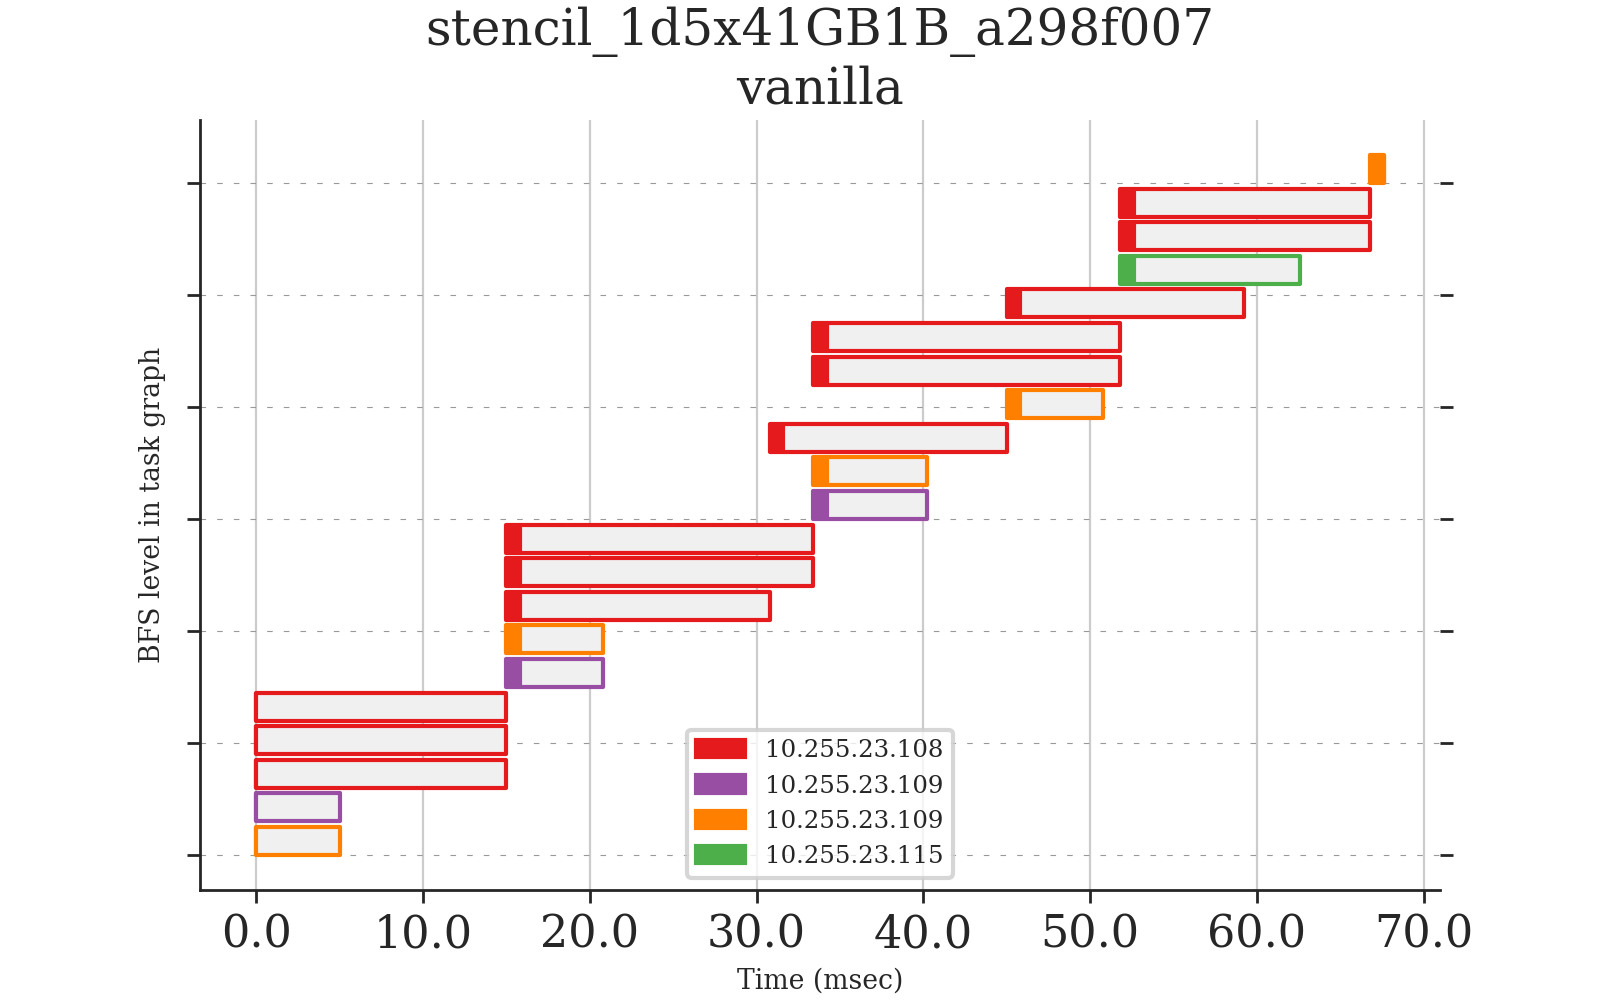 stencil_1d5x41GB1B_a298f007
vanilla
BFS level in task graph
10.255.23.108
10.255.23.109
10.255.23.109
10.255.23.115
0.0 10.0 20.0 30.0 40.0 50.0 60.0 70.0
Time (msec)